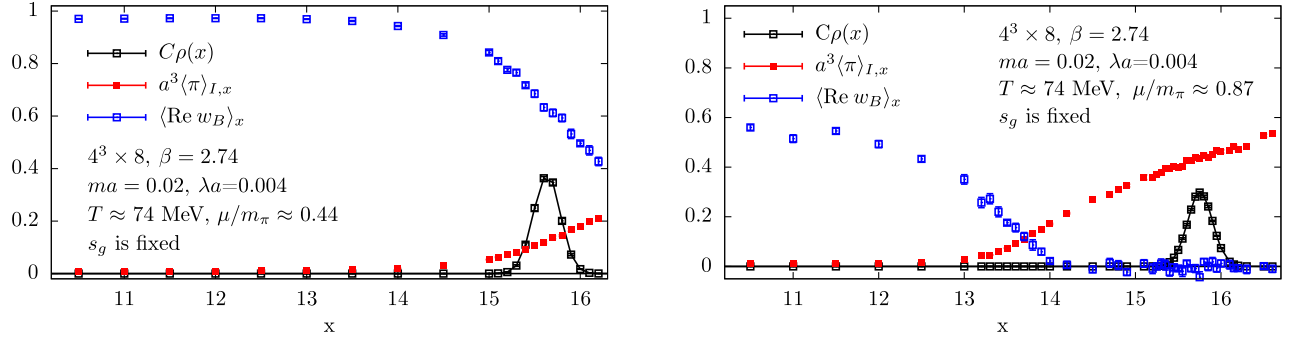 1
0.8
0.6
0.4
0.2
0
Cρ(x)
a³⟨π⟩_{I,x}
⟨Re w_B⟩_x
4³ × 8, β = 2.74
ma = 0.02, λa=0.004
T ≈ 74 MeV, μ/m_π ≈ 0.44
s_g is fixed
11
12
13
14
15
16
x
1
0.8
0.6
0.4
0.2
0
Cρ(x)
a³⟨π⟩_{I,x}
⟨Re w_B⟩_x
4³ × 8, β = 2.74
ma = 0.02, λa=0.004
T ≈ 74 MeV, μ/m_π ≈ 0.87
s_g is fixed
11
12
13
14
15
16
x